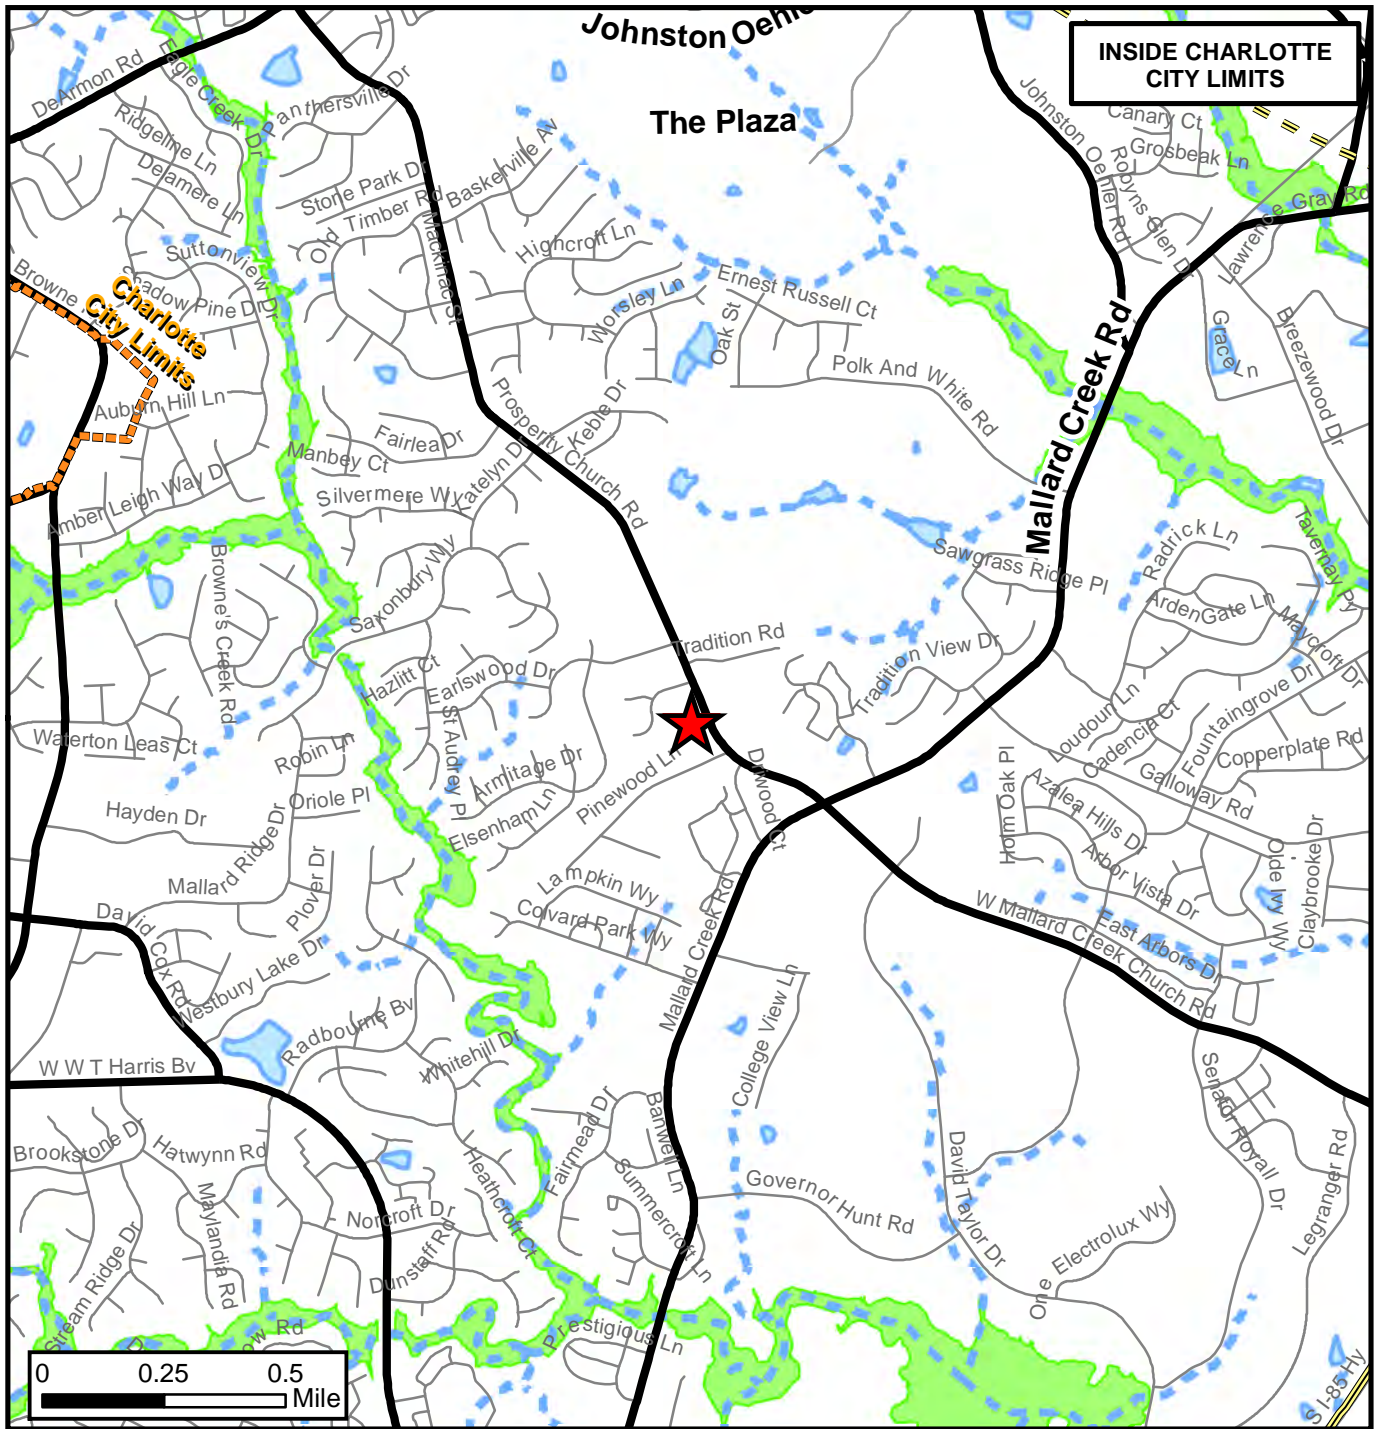 Johnston Oehle
INSIDE CHARLOTTE
CITY LIMITS
DeArmon Rd
Eagle Creek Dr
Panthersville Dr
The Plaza
Johnston Oehler Rd
Canary Ct
Grosbeak Ln
Robyns Glen Dr
Lawrence Gray Rd
Ridgeline Ln
Delamere Ln
Stone Park Dr
Old Timber Rd
Baskerville Av
Mackinac St
Highcroft Ln
Suttonview Dr
Browne
adow Pine Dr
Charlotte
City Limits
Worsley Ln
Ernest Russell Ct
Oak St
Mallard Creek Rd
Grace Ln
Breezewood Dr
Polk And White Rd
Auburn Hill Ln
Prosperity Church Rd
Keble Dr
Fairlea Dr
Manbey Ct
Katelyn Dr
Silvermere Wy
Amber Leigh Way D
Tavernay Py
Radrick Ln
Sawgrass Ridge Pl
ArdenGate Ln
Maycroft Dr
Browne's Creek Rd
Saxonbury Wy
Tradition Rd
Tradition View Dr
Hazlitt Ct
Earlswood Dr
St Audrey Pl
Loudoun Ln
Cadencia Ct
Fountaingrove Dr
Copperplate Rd
Waterton Leas Ct
Robin Ln
Armitage Dr
Pinewood Ln
Driwood Ct
Galloway Rd
Holm Oak Pl
Azalea Hills Dr
Oriole Pl
Hayden Dr
Elsenham Ln
Arbor Vista Dr
Olde Ivy Wy
Claybrooke Dr
Mallard Ridge Dr
Plover Dr
Lampkin Wy
Colvard Park Wy
Mallard Creek Rd
W Mallard Creek Church Rd
East Arbors Dr
David Cox Rd
Westbury Lake Dr
College View Ln
Radbourne Bv
Whitehill Dr
W W T Harris Bv
Senator Royall Dr
Brookstone Dr
Hatwynn Rd
Fairmead Dr
Banwell Ln
David Taylor Dr
Legranger Rd
Heathcroft Ct
Summercroft Ln
Governor Hunt Rd
Maylandia Rd
Norcroft Dr
Dunstaff Rd
One Electrolux Wy
Stream Ridge Dr
D
ow Rd
Prestigious Ln
S I-85 Hy
0 0.25 0.5
Mile